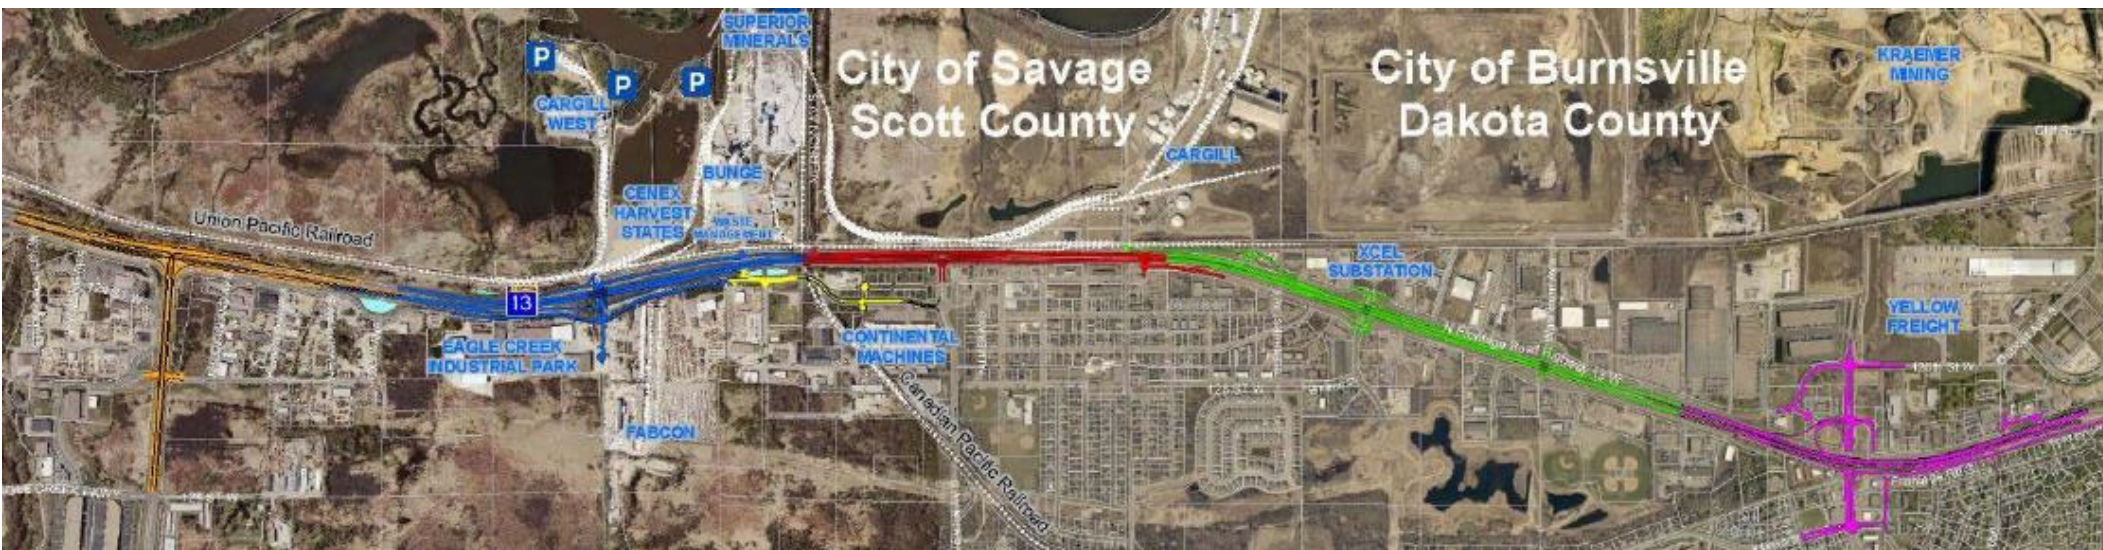 SUPERIOR
MINERALS
P
P
P
CARGILL
WEST
City of Savage
Scott County
City of Burnsville
Dakota County
KRAEMER
MINING
CARGILL
BUNGE
CENEX
HARVEST
STATES
WASTE
MANAGEMENT
Union Pacific Railroad
XCEL
SUBSTATION
13
YELLOW
FREIGHT
EAGLE CREEK
INDUSTRIAL PARK
CONTINENTAL
MACHINES
Canadian Pacific Railroad
FABCON